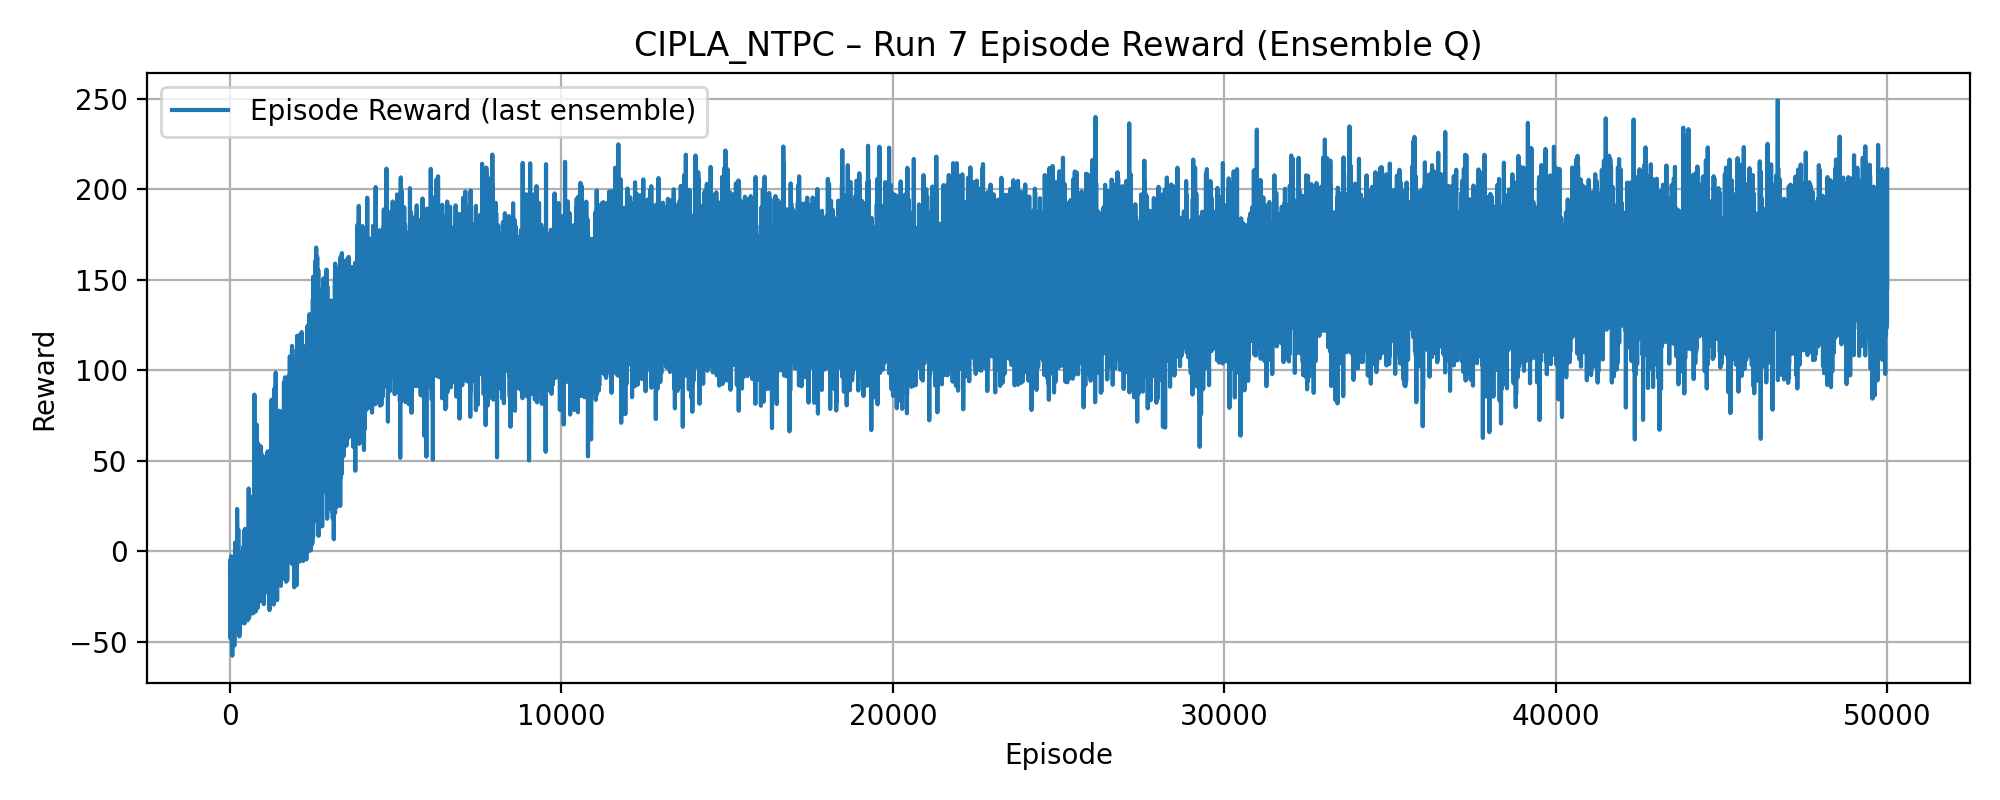 CIPLA_NTPC – Run 7 Episode Reward (Ensemble Q)
Episode Reward (last ensemble)
250
200
150
100
50
0
−50
Reward
0 10000 20000 30000 40000 50000
Episode